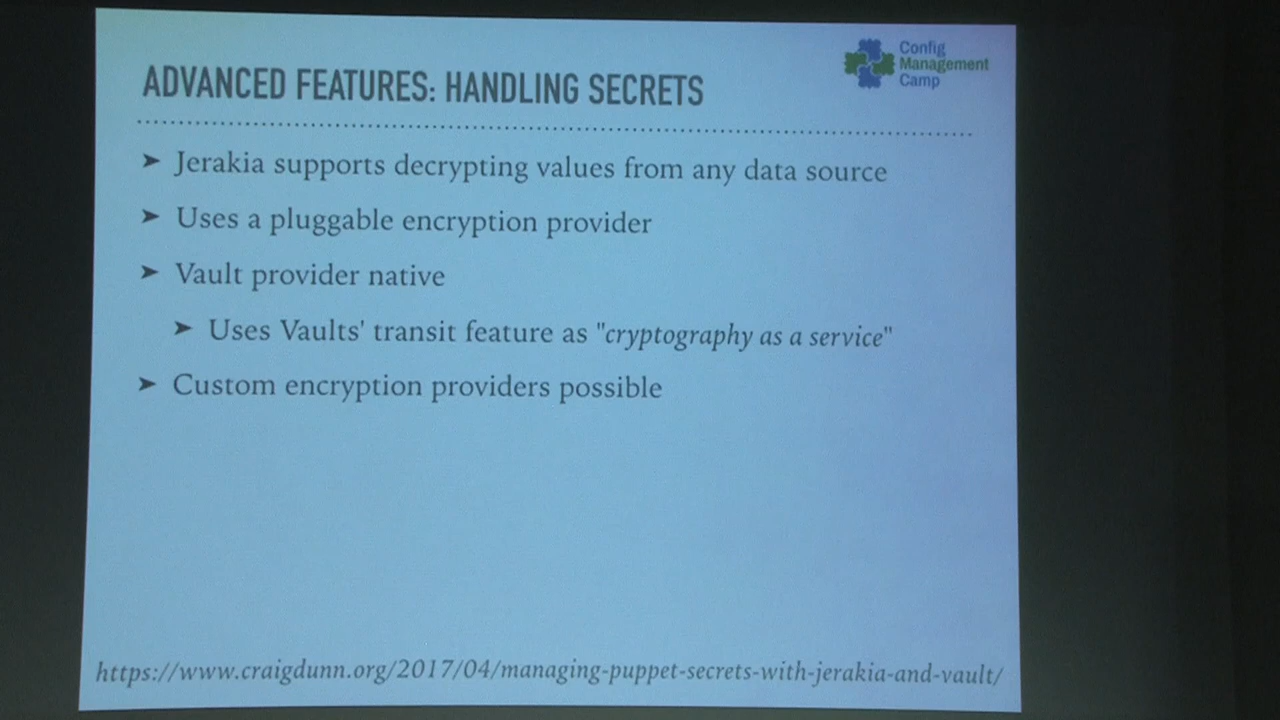 Config
Management
Camp
ADVANCED FEATURES: HANDLING SECRETS
➤ Jerakia supports decrypting values from any data source
➤ Uses a pluggable encryption provider
➤ Vault provider native
➤ Uses Vaults' transit feature as "cryptography as a service"
➤ Custom encryption providers possible
https://www.craigdunn.org/2017/04/managing-puppet-secrets-with-jerakia-and-vault/